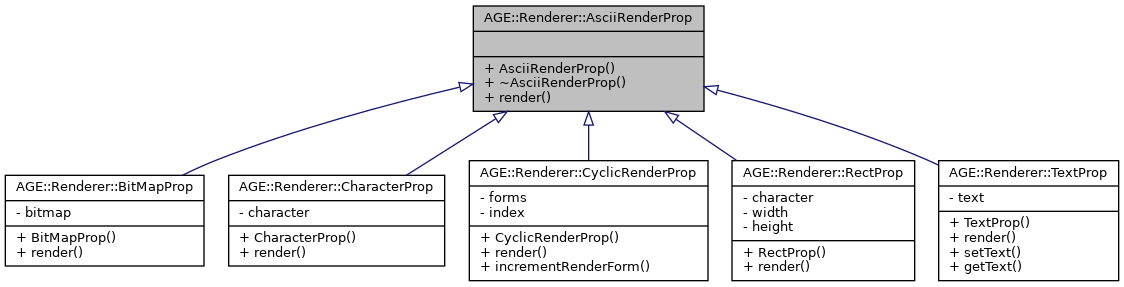 AGE::Renderer::AsciiRenderProp
+ AsciiRenderProp()
+ ~AsciiRenderProp()
+ render()
AGE::Renderer::BitMapProp
- bitmap
+ BitMapProp()
+ render()
AGE::Renderer::CharacterProp
- character
+ CharacterProp()
+ render()
AGE::Renderer::CyclicRenderProp
- forms
- index
+ CyclicRenderProp()
+ render()
+ incrementRenderForm()
AGE::Renderer::RectProp
- character
- width
- height
+ RectProp()
+ render()
AGE::Renderer::TextProp
- text
+ TextProp()
+ render()
+ setText()
+ getText()